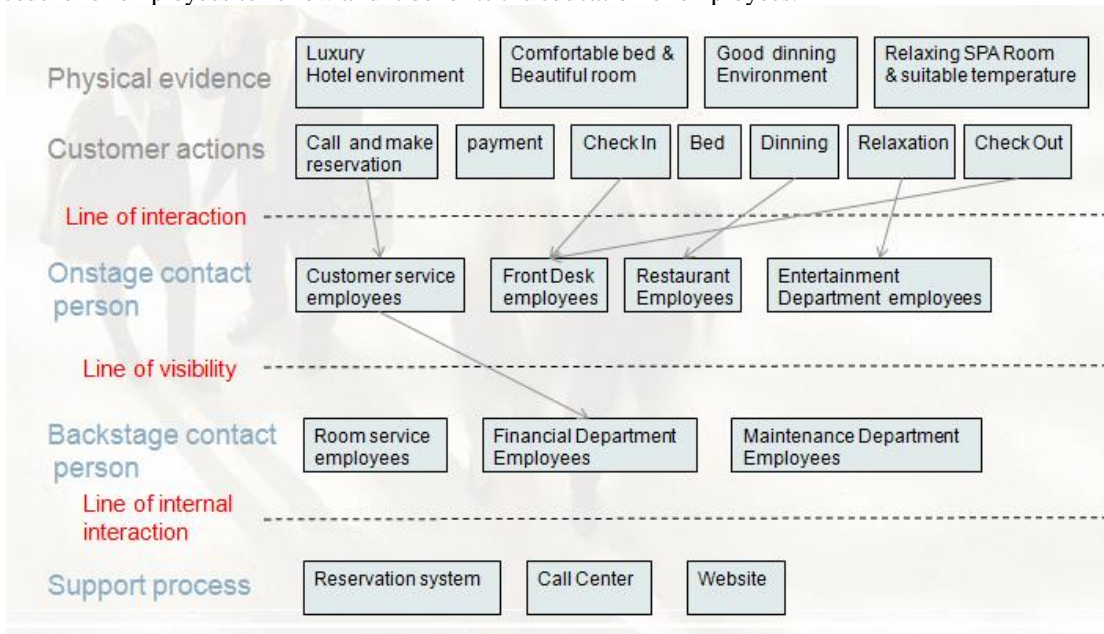 Physical evidence
Luxury
Hotel environment
Comfortable bed &
Beautiful room
Good dinning
Environment
Relaxing SPA Room
& suitable temperature
Customer actions
Call and make
reservation
payment
Check In
Bed
Dinning
Relaxation
Check Out
Line of interaction
Onstage contact
person
Customer service
employees
Front Desk
employees
Restaurant
Employees
Entertainment
Department employees
Line of visibility
Backstage contact
person
Room service
employees
Financial Department
Employees
Maintenance Department
Employees
Line of internal
interaction
Support process
Reservation system
Call Center
Website